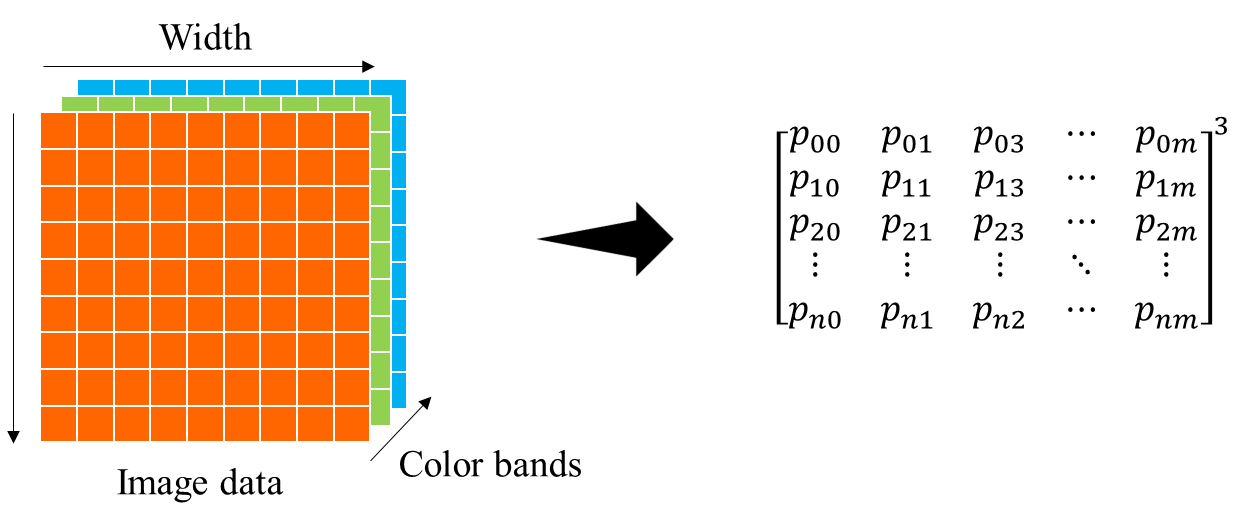 Width
p₀₀ p₀₁ p₀₃ ⋯ p₀ₘ ]³
p₁₀ p₁₁ p₁₃ ⋯ p₁ₘ
p₂₀ p₂₁ p₂₃ ⋯ p₂ₘ
⋮ ⋮ ⋮ ⋱ ⋮
pₙ₀ pₙ₁ pₙ₂ ⋯ pₙₘ
Color bands
Image data